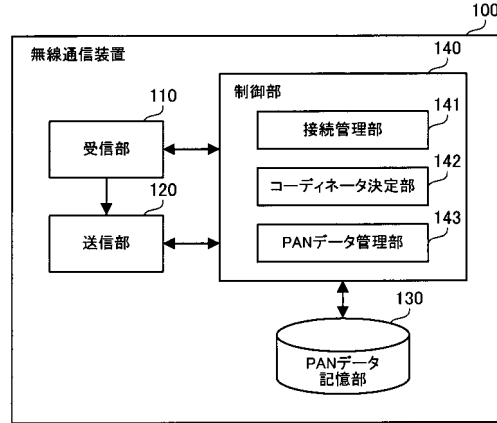 100
無線通信装置
140
制御部
110
受信部
141
接続管理部
142
コーディネータ決定部
120
送信部
143
PANデータ管理部
130
PANデータ
記憶部